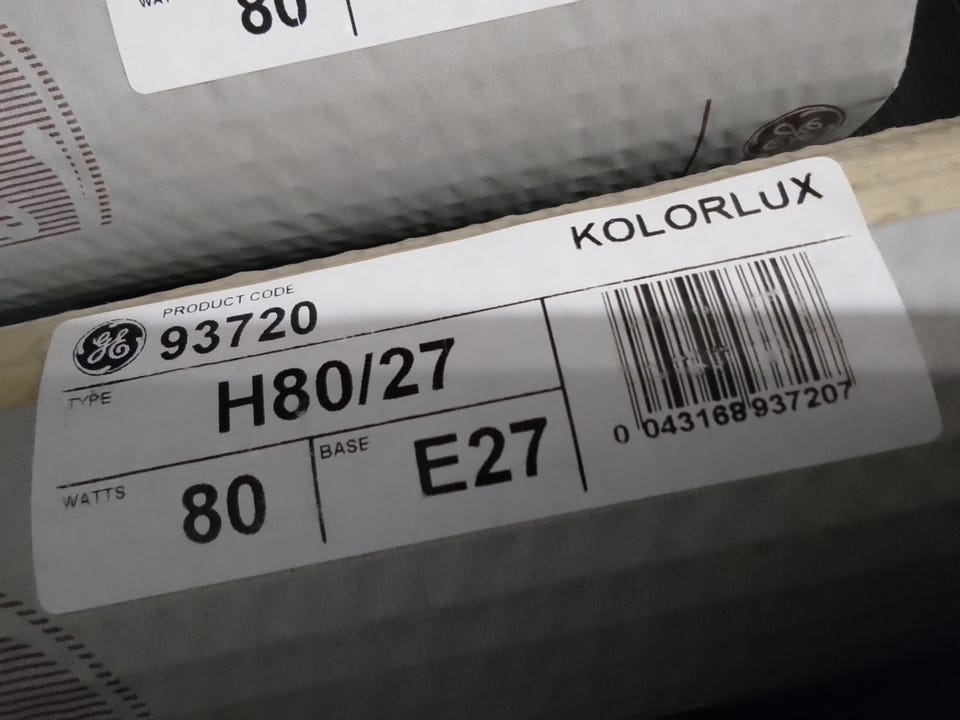 80
KOLORLUX
GE
PRODUCT CODE
93720
TYPE
H80/27
WATTS
80
BASE
E27
0 043168 937207